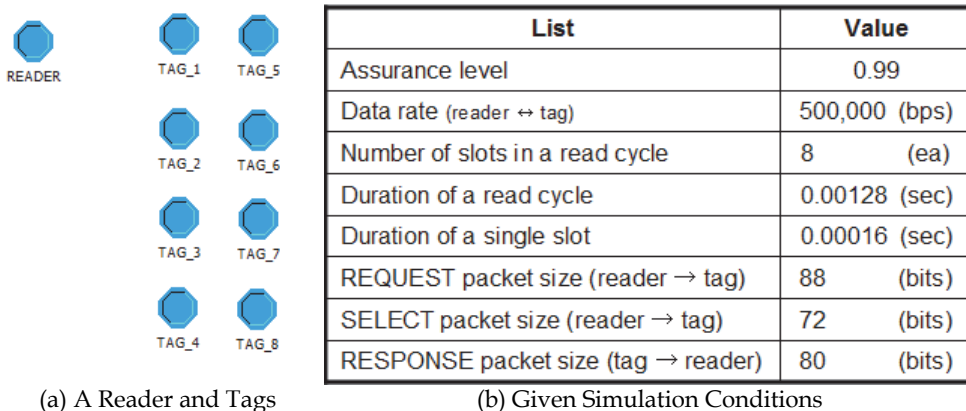 READER
TAG_1 TAG_5
TAG_2 TAG_6
TAG_3 TAG_7
TAG_4 TAG_8
(a) A Reader and Tags
List Value
Assurance level 0.99
Data rate (reader ↔ tag) 500,000 (bps)
Number of slots in a read cycle 8 (ea)
Duration of a read cycle 0.00128 (sec)
Duration of a single slot 0.00016 (sec)
REQUEST packet size (reader → tag) 88 (bits)
SELECT packet size (reader → tag) 72 (bits)
RESPONSE packet size (tag → reader) 80 (bits)
(b) Given Simulation Conditions